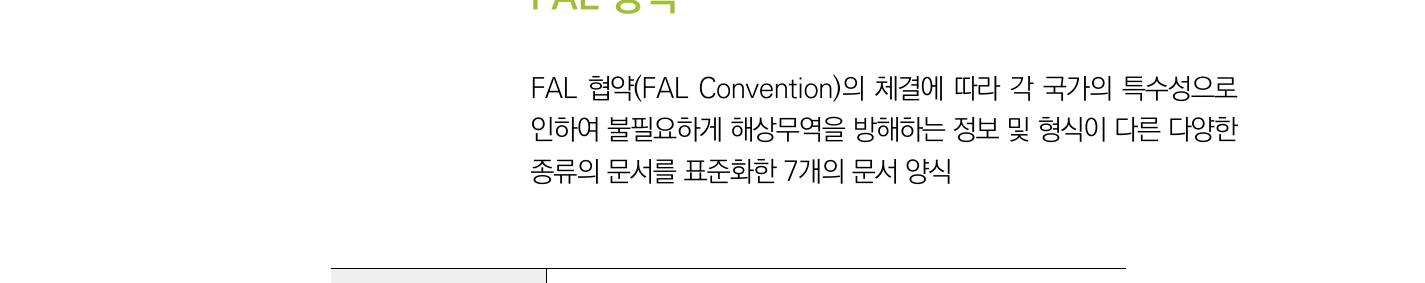 FAL
FAL 협약(FAL Convention)의 체결에 따라 각 국가의 특수성으로
인하여 불필요하게 해상무역을 방해하는 정보 및 형식이 다른 다양한
종류의 문서를 표준화한 7개의 문서 양식